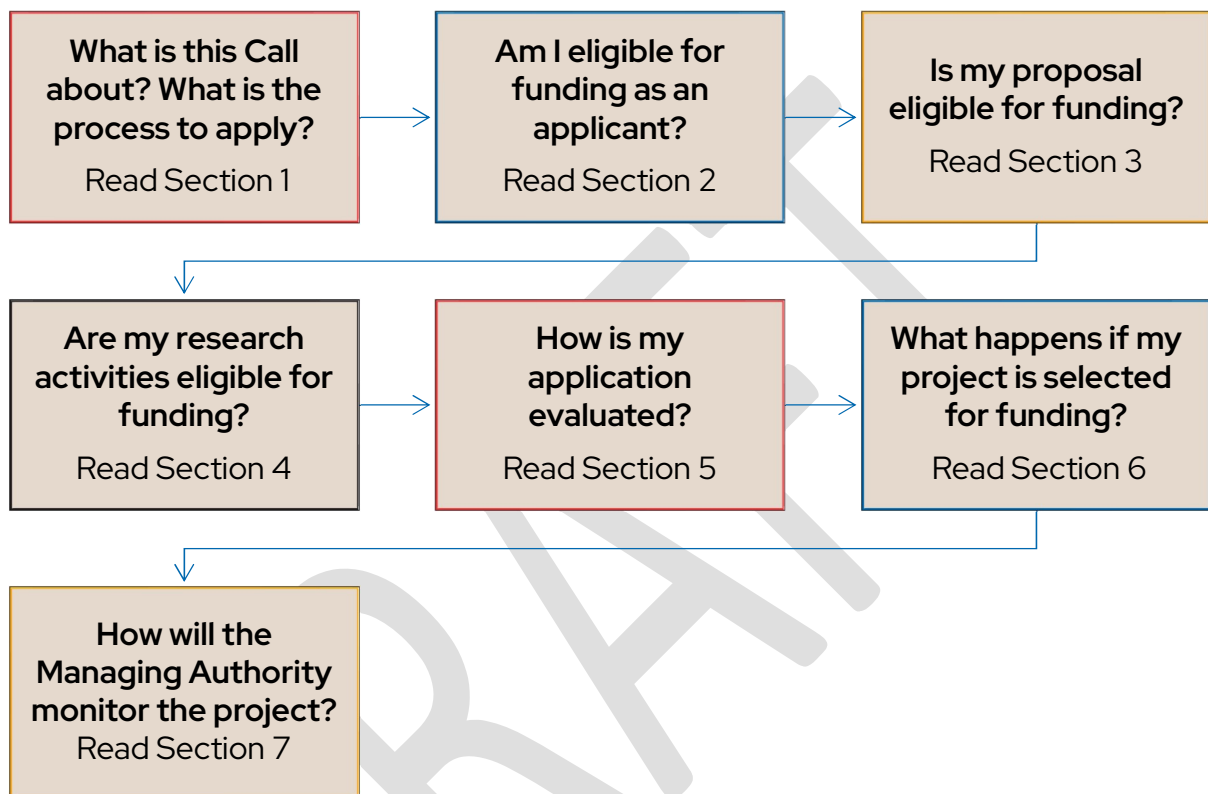 What is this Call
about? What is the
process to apply?
Read Section 1
Am I eligible for
funding as an
applicant?
Read Section 2
Is my proposal
eligible for funding?
Read Section 3
Are my research
activities eligible for
funding?
Read Section 4
How is my
application
evaluated?
Read Section 5
What happens if my
project is selected
for funding?
Read Section 6
How will the
Managing Authority
monitor the project?
Read Section 7
DRAFT